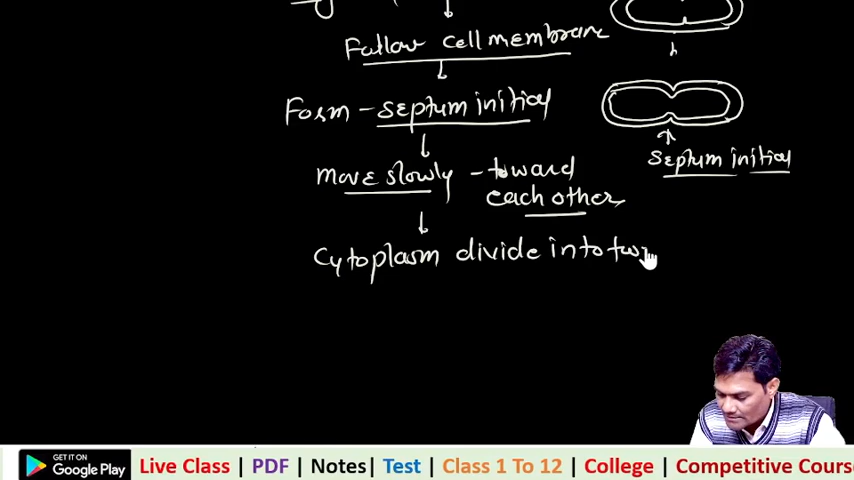 Follow cell membrane
Form - septum initial
Move slowly - toward
each other
septum initial
Cytoplasm divide into two
GET IT ON
Google Play
Live Class | PDF | Notes| Test | Class 1 To 12 | College | Competitive Cours